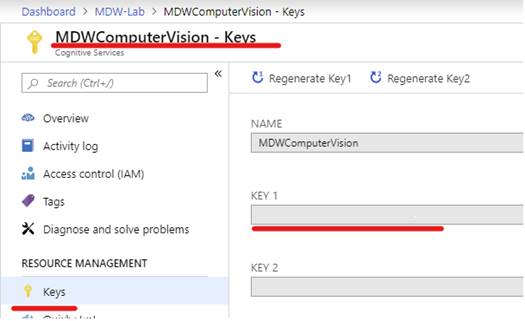 Dashboard > MDW-Lab > MDWComputerVision - Keys
MDWComputerVision - Keys
Cognitive Services
Search (Ctrl+/)
«
Overview
Activity log
Access control (IAM)
Tags
Diagnose and solve problems
RESOURCE MANAGEMENT
Keys
Regenerate Key1
Regenerate Key2
NAME
MDWComputerVision
KEY 1
KEY 2